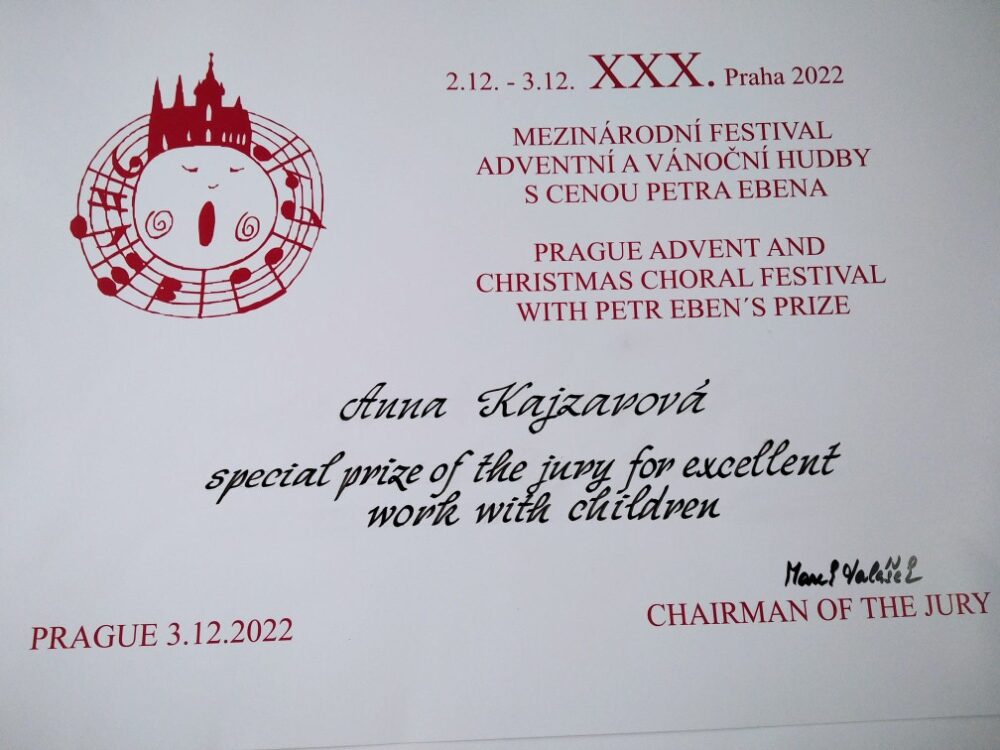 2.12. - 3.12. XXX. Praha 2022
MEZINÁRODNÍ FESTIVAL
ADVENTNÍ A VÁNOČNÍ HUDBY
S CENOU PETRA EBENA
PRAGUE ADVENT AND
CHRISTMAS CHORAL FESTIVAL
WITH PETR EBEN´S PRIZE
Anna Kajzarová
special prize of the jury for excellent
work with children
CHAIRMAN OF THE JURY
PRAGUE 3.12.2022